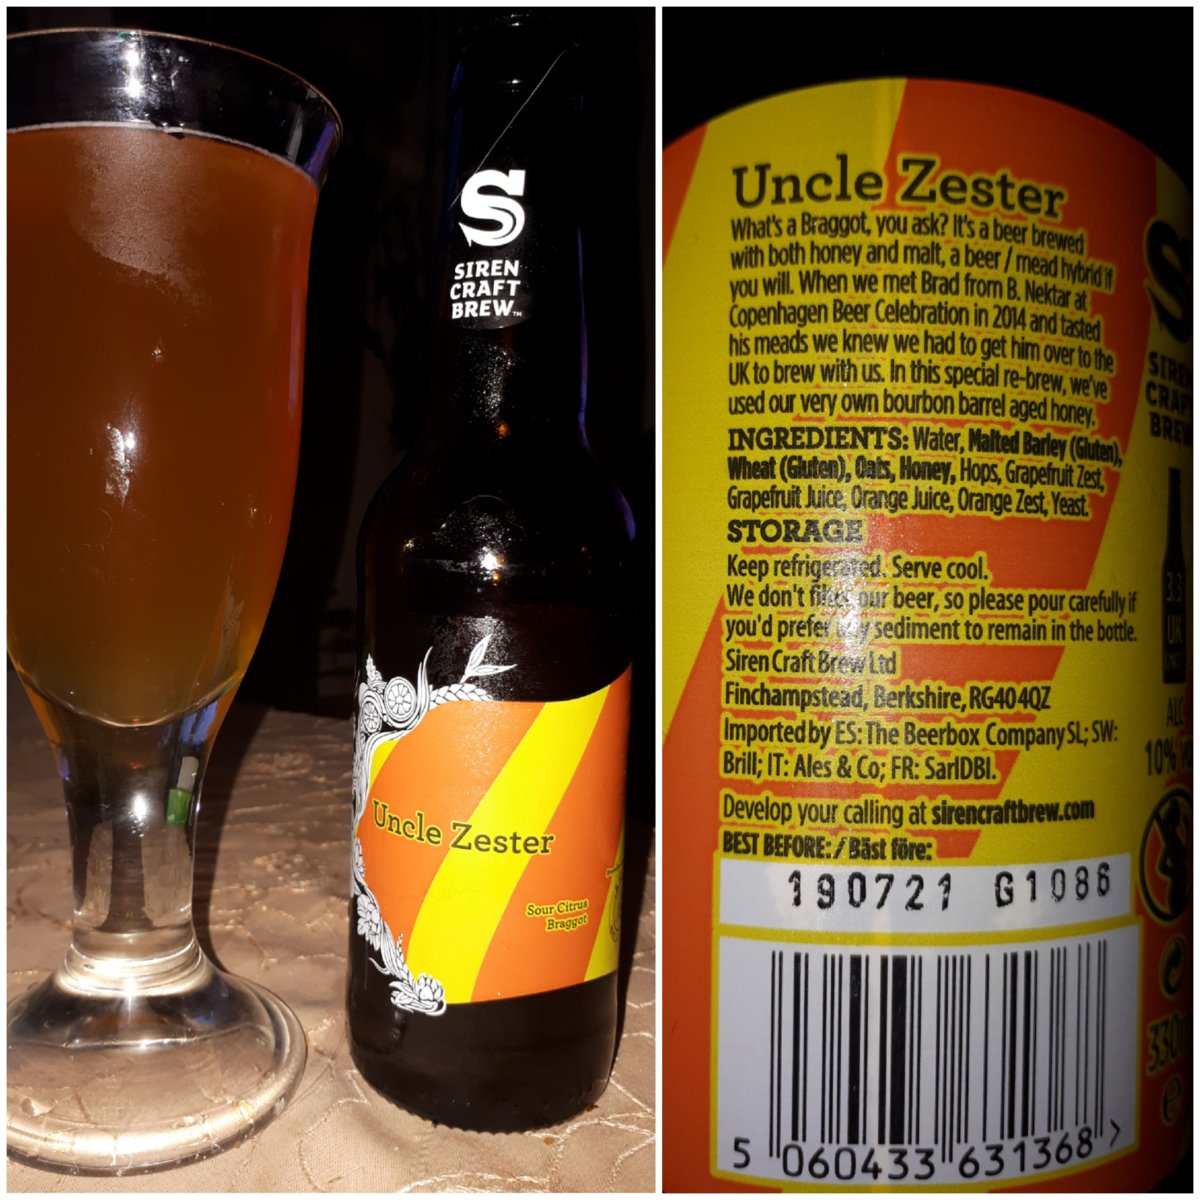 S
SIREN
CRAFT
BREW™
Uncle Zester
Sour Citrus
Braggot
Uncle Zester
What's a Braggot, you ask? It's a beer brewed
with both honey and malt, a beer / mead hybrid if
you will. When we met Brad from B. Nektar at
Copenhagen Beer Celebration in 2014 and tasted
his meads we knew we had to get him over to the
UK to brew with us. In this special re-brew, we've
used our very own bourbon barrel aged honey.
INGREDIENTS: Water, Malted Barley (Gluten),
Wheat (Gluten), Oats, Honey, Hops, Grapefruit Zest,
Grapefruit Juice, Orange Juice, Orange Zest, Yeast.
STORAGE
Keep refrigerated. Serve cool.
We don't filter our beer, so please pour carefully if
you'd prefer any sediment to remain in the bottle.
Siren Craft Brew Ltd
Finchampstead, Berkshire, RG40 4QZ
Imported by ES: The Beerbox Company SL; SW:
Brill; IT: Ales & Co; FR: SarlDBI.
Develop your calling at sirencraftbrew.com
BEST BEFORE: / Bäst före:
190721 G1086
5 060433 631368 >
S
SIREN
CRAF
BREW
3.3
UK
ALC
10%
330m
e